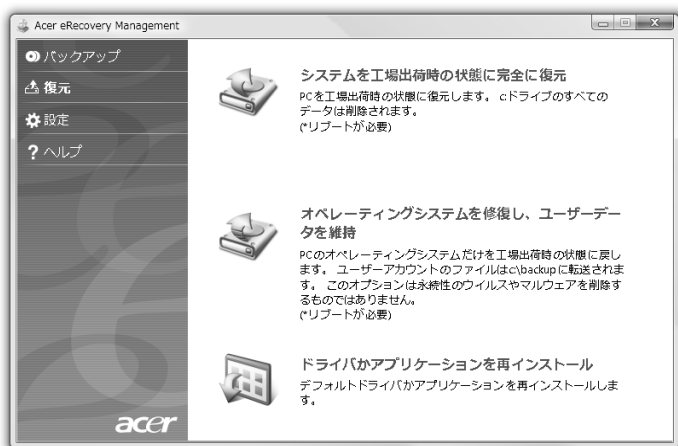 Acer eRecovery Management
バックアップ
復元
設定
? ヘルプ
システムを工場出荷時の状態に完全に復元
PCを工場出荷時の状態に復元します。 c:ドライブのすべての
データは削除されます。
(*リブートが必要)
オペレーティングシステムを修復し、ユーザーデー
タを維持
PCのオペレーティングシステムだけを工場出荷時の状態に戻し
ます。 ユーザーアカウントのファイルはc:\backupに転送されま
す。 このオプションは永続性のウイルスやマルウェアを削除す
るものではありません。
(*リブートが必要)
ドライバかアプリケーションを再インストール
デフォルトドライバかアプリケーションを再インストールしま
す。
acer